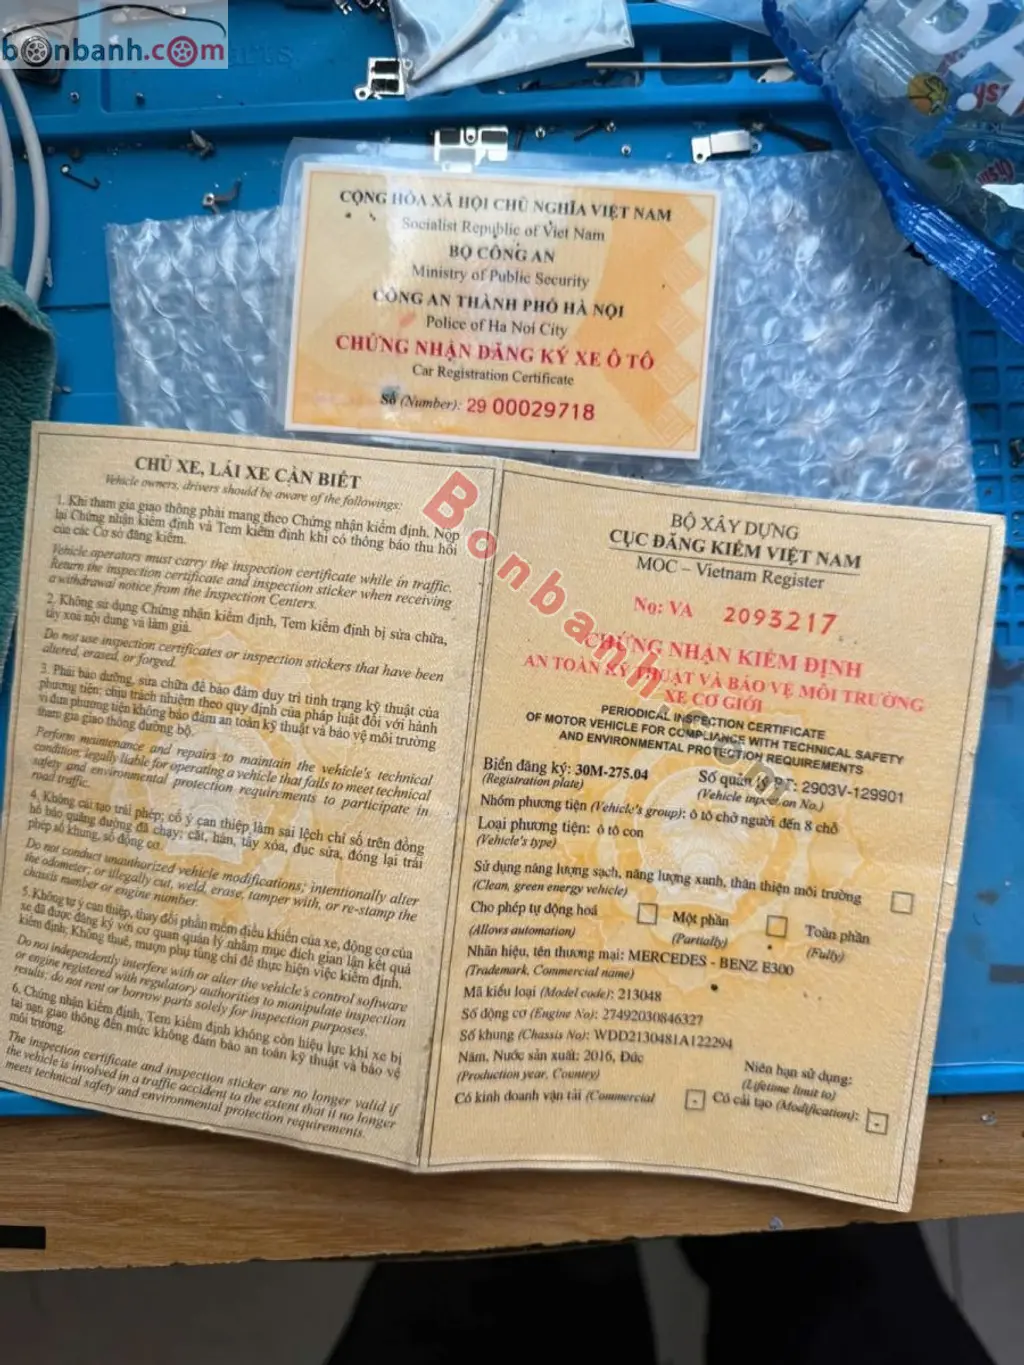 bonbanh.com
CỘNG HÒA XÃ HỘI CHỦ NGHĨA VIỆT NAM
Socialist Republic of Viet Nam
BỘ CÔNG AN
Ministry of Public Security
CÔNG AN THÀNH PHỐ HÀ NỘI
Police of Ha Noi City
CHỨNG NHẬN ĐĂNG KÝ XE Ô TÔ
Car Registration Certificate
Số (Number): 29 00029718
CHỦ XE, LÁI XE CẦN BIẾT
Vehicle owners, drivers should be aware of the followings:
1. Khi tham gia giao thông phải mang theo Chứng nhận kiểm định. Nộp
lại Chứng nhận kiểm định và Tem kiểm định khi có thông báo thu hồi
của các Cơ sở đăng kiểm.
Vehicle operators must carry the inspection certificate while in traffic.
Return the inspection certificate and inspection sticker when receiving
a withdrawal notice from the Inspection Centers.
2. Không sử dụng Chứng nhận kiểm định, Tem kiểm định bị sửa chữa,
tẩy xoá nội dung và làm giả.
Do not use inspection certificates or inspection stickers that have been
altered, erased, or forged.
3. Phải bảo dưỡng, sửa chữa để bảo đảm duy trì tình trạng kỹ thuật của
phương tiện; chịu trách nhiệm theo quy định của pháp luật đối với hành
vi đưa phương tiện không bảo đảm an toàn kỹ thuật và bảo vệ môi trường
tham gia giao thông đường bộ.
Perform maintenance and repairs to maintain the vehicle's technical
condition; legally liable for operating a vehicle that fails to meet technical
safety and environmental protection requirements to participate in
road traffic.
4. Không cải tạo trái phép; cố ý can thiệp làm sai lệch chỉ số trên đồng
hồ báo quãng đường đã chạy; cắt, hàn, tẩy xóa, đục sửa, đóng lại trái
phép số khung, số động cơ.
Do not conduct unauthorized vehicle modifications; intentionally alter
the odometer; or illegally cut, weld, erase, tamper with, or re-stamp the
chassis number or engine number.
5. Không tự ý can thiệp, thay đổi phần mềm điều khiển của xe, động cơ của
xe đã được đăng ký với cơ quan quản lý nhằm mục đích gian lận kết quả
kiểm định; Không thuê, mượn phụ tùng chỉ để thực hiện việc kiểm định.
Do not independently interfere with or alter the vehicle's control software
or engine registered with regulatory authorities to manipulate inspection
results; do not rent or borrow parts solely for inspection purposes.
6. Chứng nhận kiểm định, Tem kiểm định không còn hiệu lực khi xe bị
tai nạn giao thông đến mức không đảm bảo an toàn kỹ thuật và bảo vệ
môi trường.
The inspection certificate and inspection sticker are no longer valid if
the vehicle is involved in a traffic accident to the extent that it no longer
meets technical safety and environmental protection requirements.
BỘ XÂY DỰNG
CỤC ĐĂNG KIỂM VIỆT NAM
MOC – Vietnam Register
No: VA 2093217
CHỨNG NHẬN KIỂM ĐỊNH
AN TOÀN KỸ THUẬT VÀ BẢO VỆ MÔI TRƯỜNG
XE CƠ GIỚI
PERIODICAL INSPECTION CERTIFICATE
OF MOTOR VEHICLE FOR COMPLIANCE WITH TECHNICAL SAFETY
AND ENVIRONMENTAL PROTECTION REQUIREMENTS
Biển đăng ký: 30M-275.04 Số quản lý PT: 2903V-129901
(Registration plate) (Vehicle inspection No.)
Nhóm phương tiện (Vehicle's group): ô tô chở người đến 8 chỗ
Loại phương tiện: ô tô con
(Vehicle's type)
Sử dụng năng lượng sạch, năng lượng xanh, thân thiện môi trường
(Clean, green energy vehicle)
Cho phép tự động hoá Một phần Toàn phần
(Allows automation) (Partially) (Fully)
Nhãn hiệu, tên thương mại: MERCEDES - BENZ E300
(Trademark, Commercial name)
Mã kiểu loại (Model code): 213048
Số động cơ (Engine No): 27492030846327
Số khung (Chassis No): WDD2130481A122294
Năm, Nước sản xuất: 2016, Đức Niên hạn sử dụng:
(Production year, Country) (Lifetime limit to)
Có kinh doanh vận tải (Commercial - Có cải tạo (Modification): -
Bonbanh.com